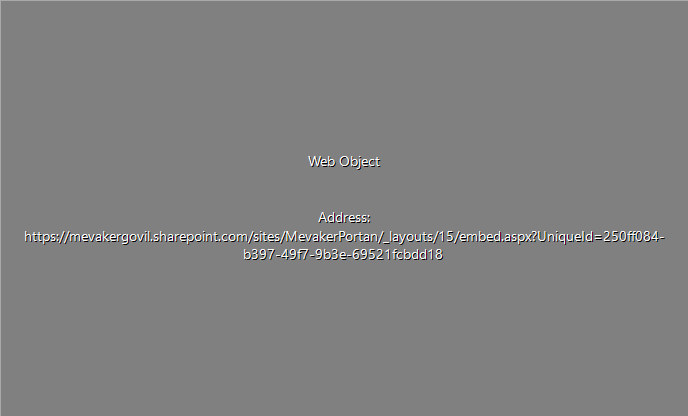 Web Object
Address:
https://mevakergovil.sharepoint.com/sites/MevakerPortan/_layouts/15/embed.aspx?UniqueId=250ff084-
b397-49f7-9b3e-69521fcbdd18